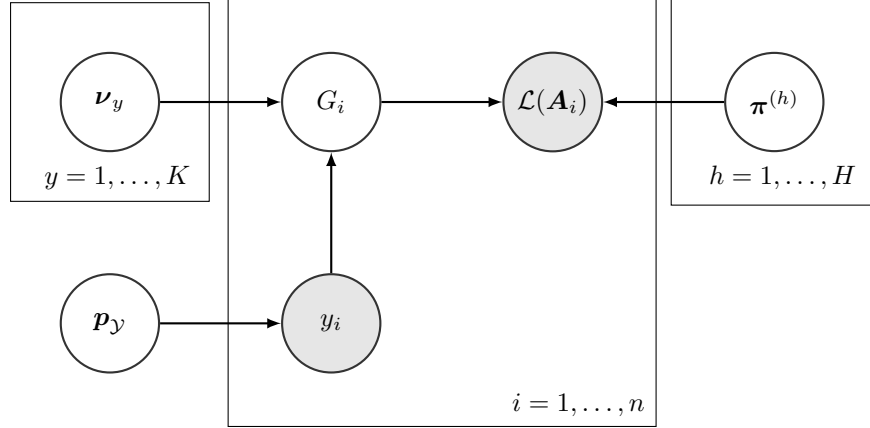 𝝂_y
G_i
𝓛(𝑨_i)
𝝅^(h)
y = 1, . . . , K
h = 1, . . . , H
𝒑_𝒴
y_i
i = 1, . . . , n